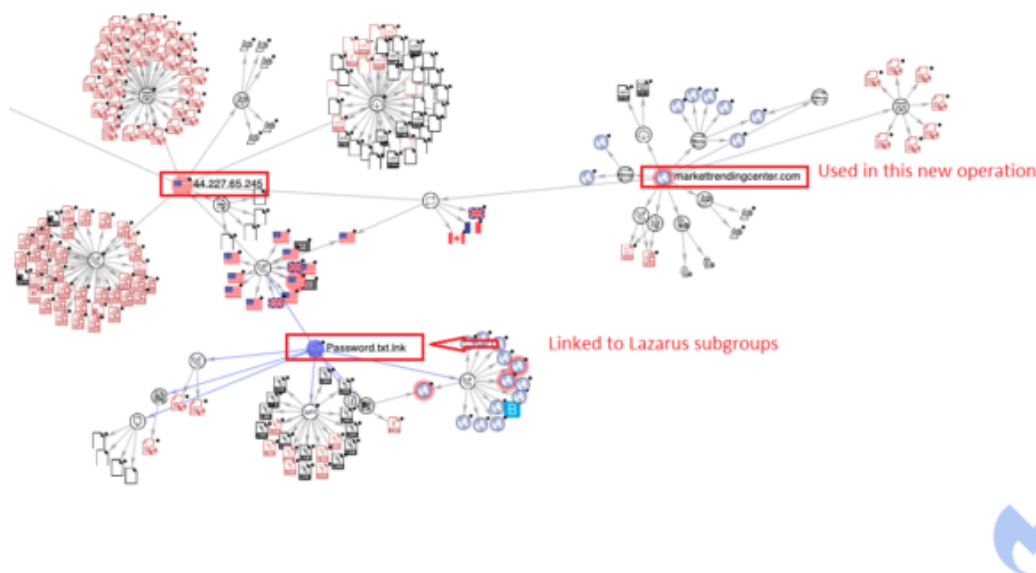 44.227.65.245
markettrendingcenter.com
Used in this new operation
Password.txt.lnk
Linked to Lazarus subgroups
B